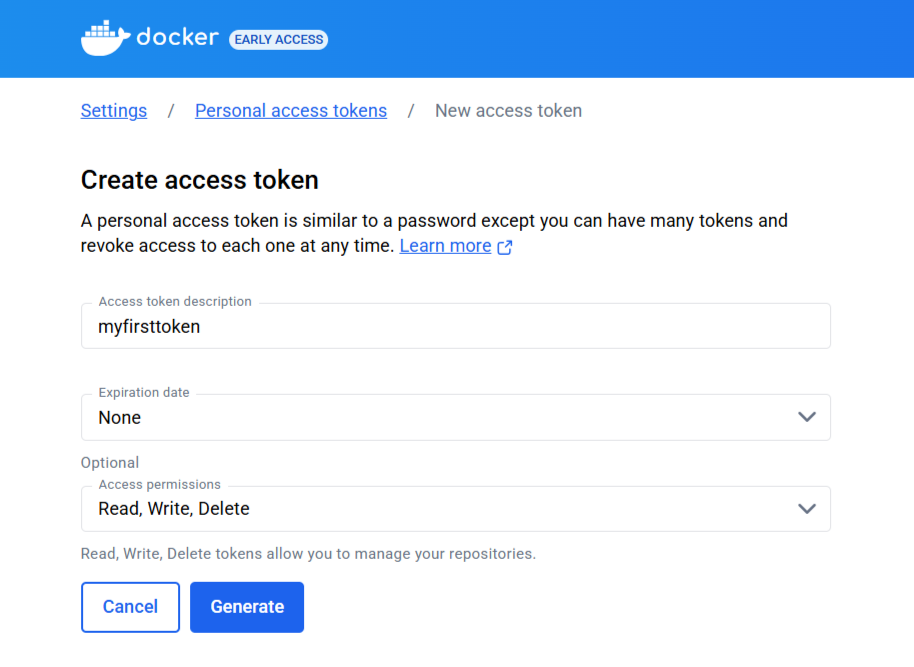 docker EARLY ACCESS
Settings / Personal access tokens / New access token
Create access token
A personal access token is similar to a password except you can have many tokens and
revoke access to each one at any time. Learn more
Access token description
myfirsttoken
Expiration date
None
Optional
Access permissions
Read, Write, Delete
Read, Write, Delete tokens allow you to manage your repositories.
Cancel Generate